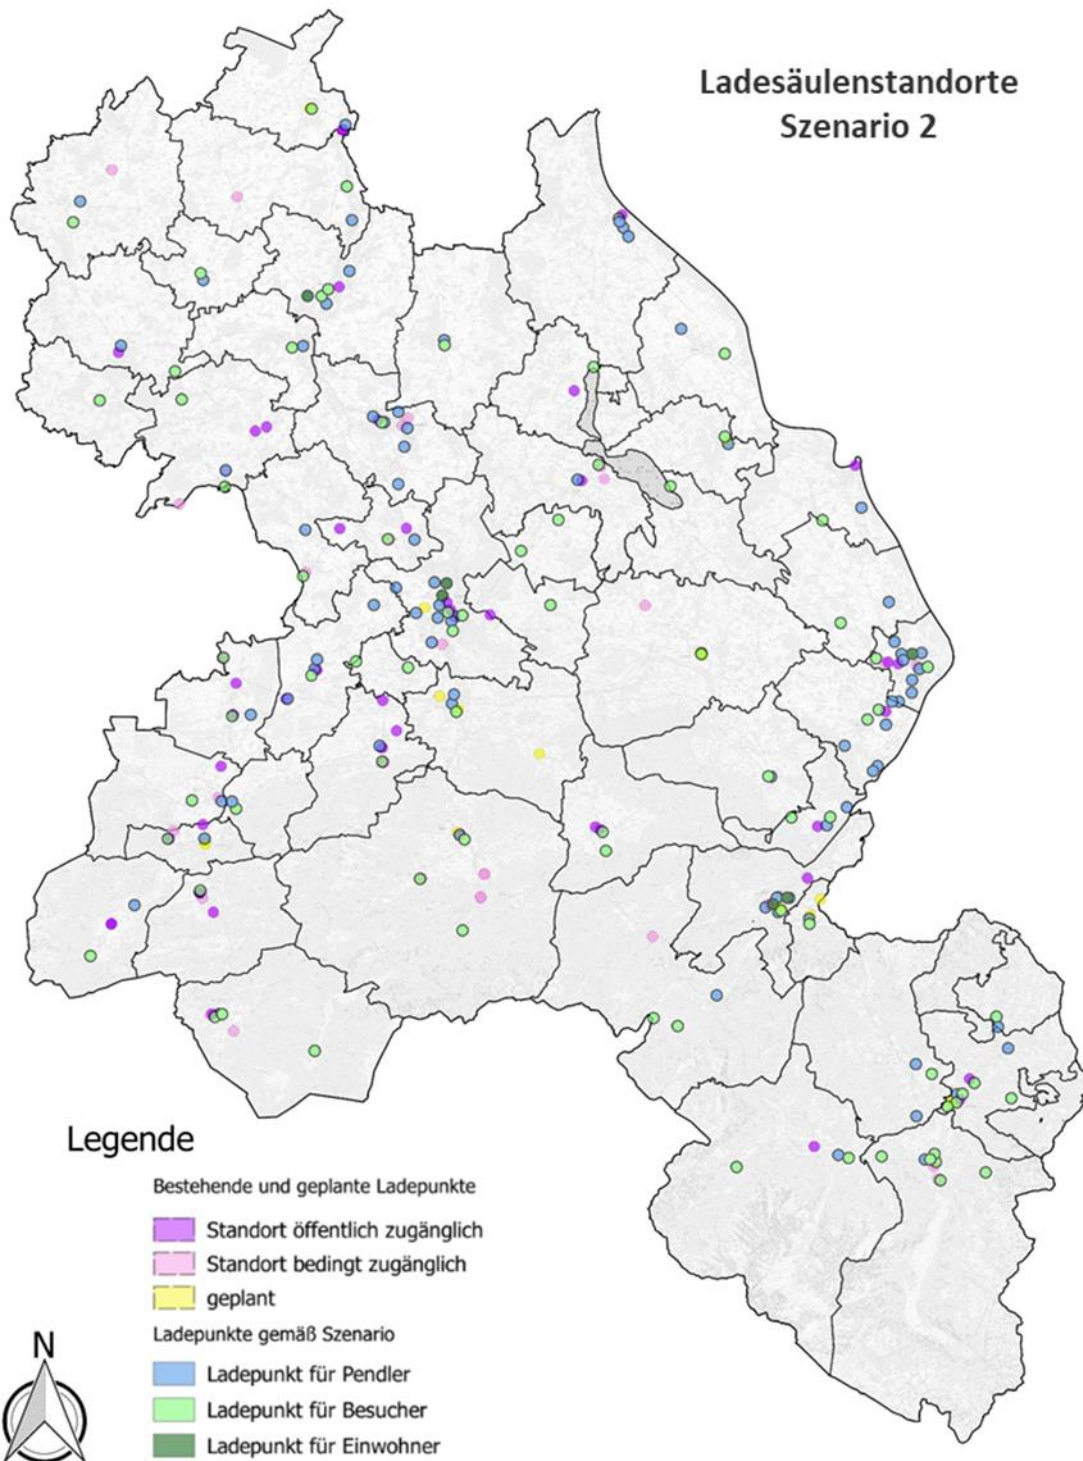 Ladesäulenstandorte
Szenario 2
Legende
Bestehende und geplante Ladepunkte
Standort öffentlich zugänglich
Standort bedingt zugänglich
geplant
Ladepunkte gemäß Szenario
Ladepunkt für Pendler
Ladepunkt für Besucher
Ladepunkt für Einwohner
N